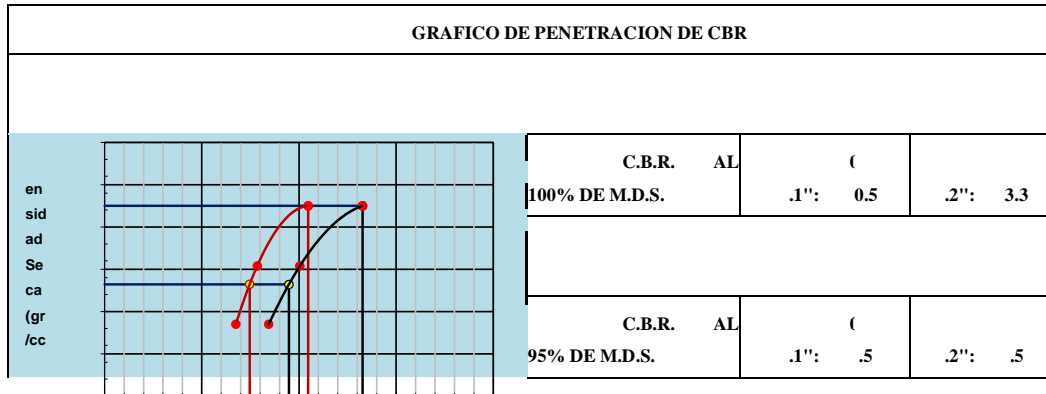 GRAFICO DE PENETRACION DE CBR
en
sid
ad
Se
ca
(gr
/cc
C.B.R. AL
100% DE M.D.S.
.1": 0.5
.2": 3.3
C.B.R. AL
95% DE M.D.S.
.1": .5
.2": .5